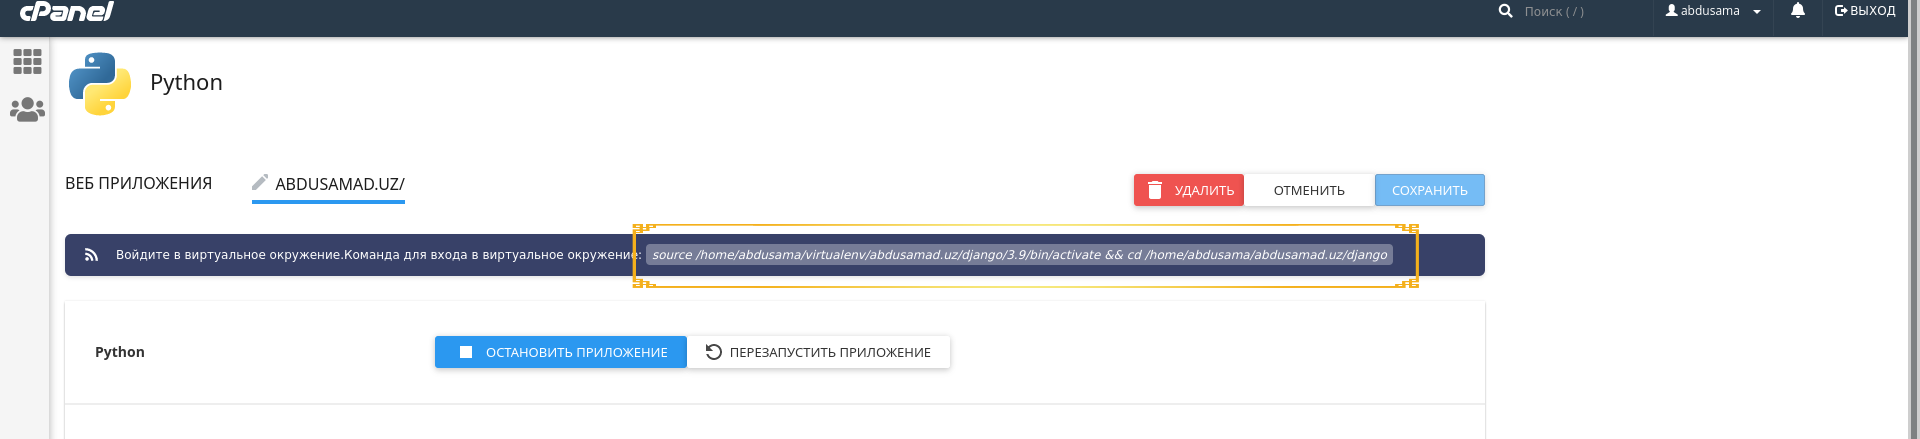 cPanel
Поиск ( / )
abdusama
ВЫХОД
Python
ВЕБ ПРИЛОЖЕНИЯ
ABDUSAMAD.UZ/
УДАЛИТЬ
ОТМЕНИТЬ
СОХРАНИТЬ
Войдите в виртуальное окружение.Команда для входа в виртуальное окружение: source /home/abdusama/virtualenv/abdusamad.uz/django/3.9/bin/activate && cd /home/abdusama/abdusamad.uz/django
Python
ОСТАНОВИТЬ ПРИЛОЖЕНИЕ
ПЕРЕЗАПУСТИТЬ ПРИЛОЖЕНИЕ